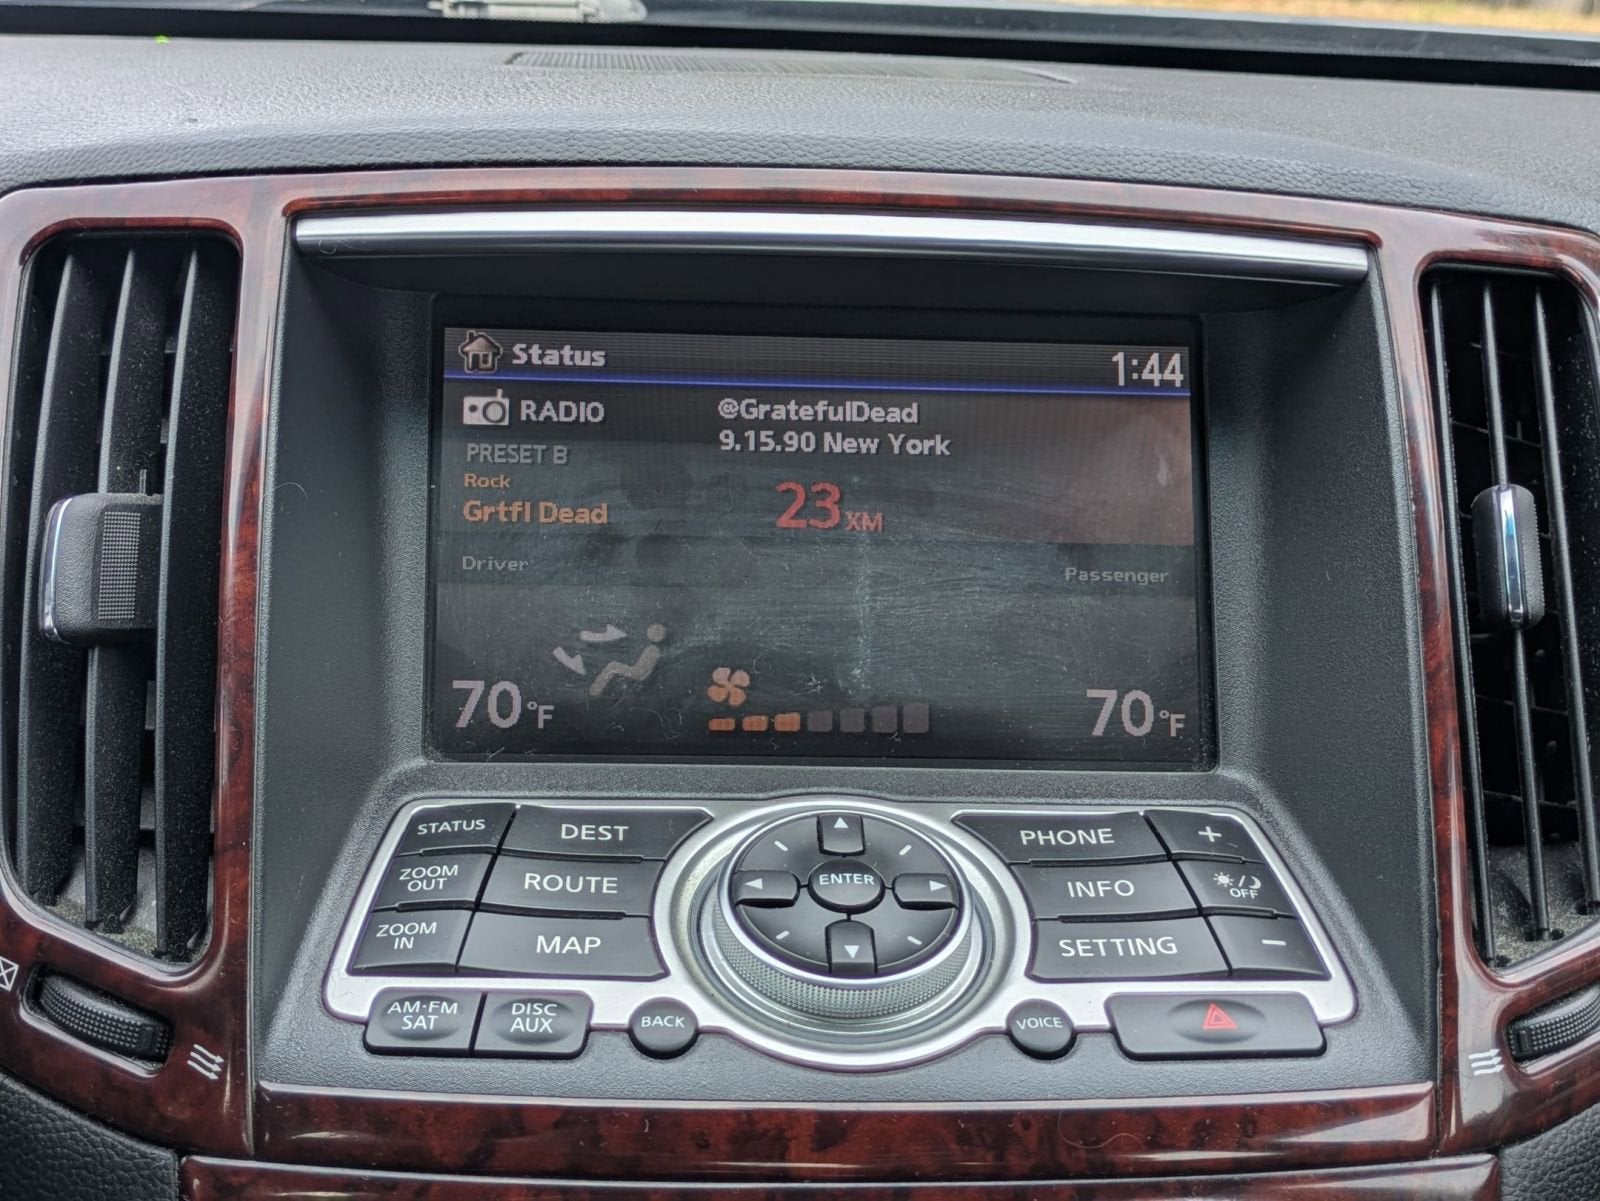 Status
1:44
RADIO
@GratefulDead
PRESET B
9.15.90 New York
Rock
Grtfl Dead
23 XM
Driver
Passenger
70°F
70°F
STATUS
DEST
PHONE
+
ZOOM
OUT
ROUTE
ENTER
INFO
OFF
ZOOM
IN
MAP
SETTING
−
AM·FM
SAT
DISC
AUX
BACK
VOICE